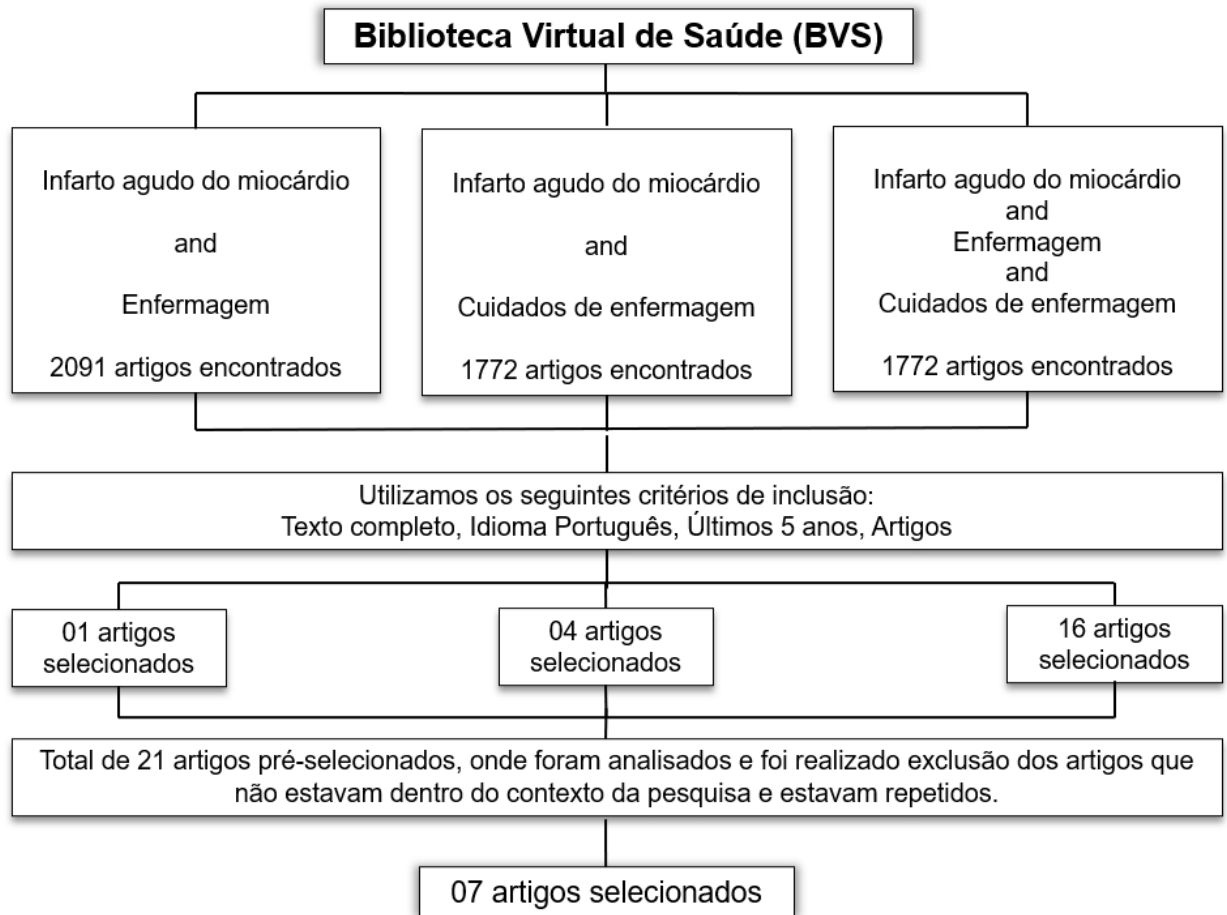 Biblioteca Virtual de Saúde (BVS)
Infarto agudo do miocárdio
and
Enfermagem
2091 artigos encontrados
Infarto agudo do miocárdio
and
Cuidados de enfermagem
1772 artigos encontrados
Infarto agudo do miocárdio
and
Enfermagem
and
Cuidados de enfermagem
1772 artigos encontrados
Utilizamos os seguintes critérios de inclusão:
Texto completo, Idioma Português, Últimos 5 anos, Artigos
01 artigos
selecionados
04 artigos
selecionados
16 artigos
selecionados
Total de 21 artigos pré-selecionados, onde foram analisados e foi realizado exclusão dos artigos que
não estavam dentro do contexto da pesquisa e estavam repetidos.
07 artigos selecionados